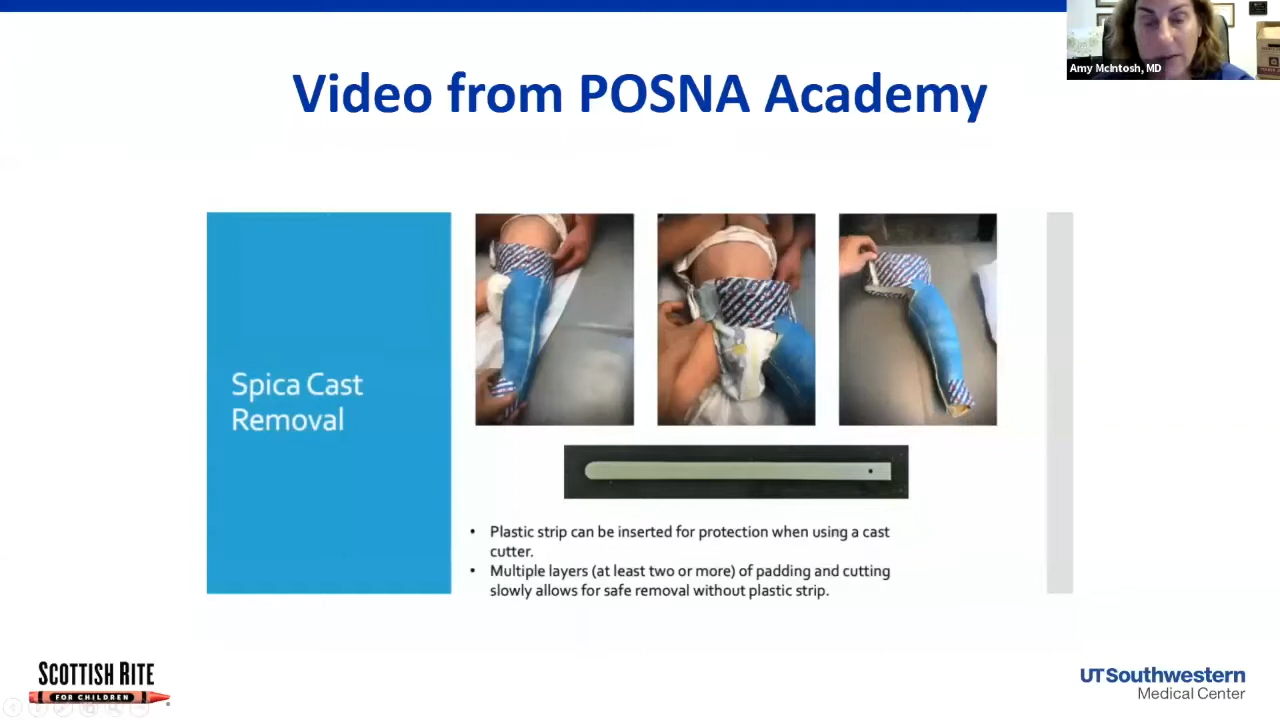 Amy McIntosh, MD
Video from POSNA Academy
Spica Cast
Removal
• Plastic strip can be inserted for protection when using a cast
cutter.
• Multiple layers (at least two or more) of padding and cutting
slowly allows for safe removal without plastic strip.
SCOTTISH RITE
FOR CHILDREN
UTSouthwestern
Medical Center